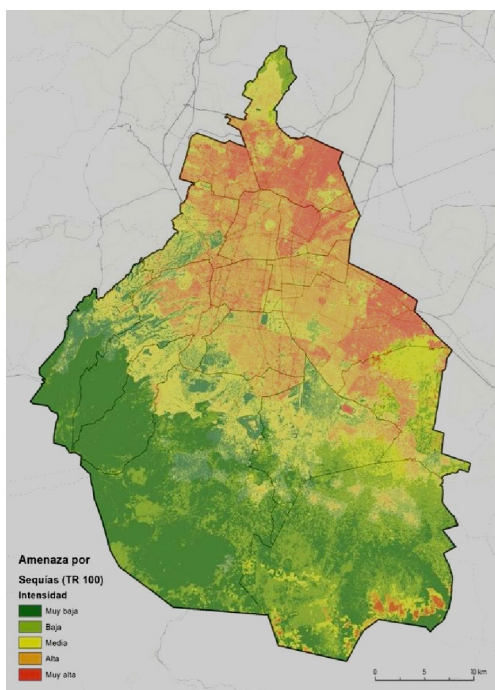 Amenaza por
Sequías (TR 100)
Intensidad
Muy baja
Baja
Media
Alta
Muy alta
0 5 10 km